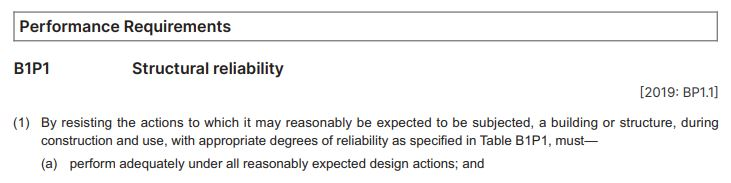 Performance Requirements
B1P1 Structural reliability
[2019: BP1.1]
(1) By resisting the actions to which it may reasonably be expected to be subjected, a building or structure, during
construction and use, with appropriate degrees of reliability as specified in Table B1P1, must—
(a) perform adequately under all reasonably expected design actions; and